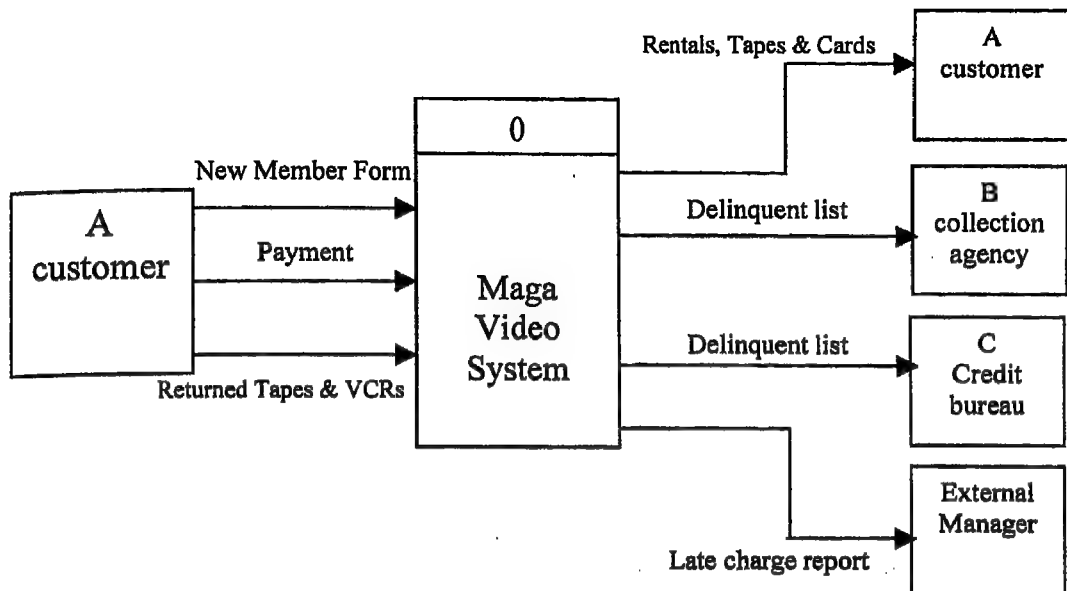 Rentals, Tapes & Cards
A
customer
0
New Member Form
A
customer
Payment
Returned Tapes & VCRs
Maga
Video
System
Delinquent list
B
collection
agency
Delinquent list
C
Credit
bureau
External
Manager
Late charge report